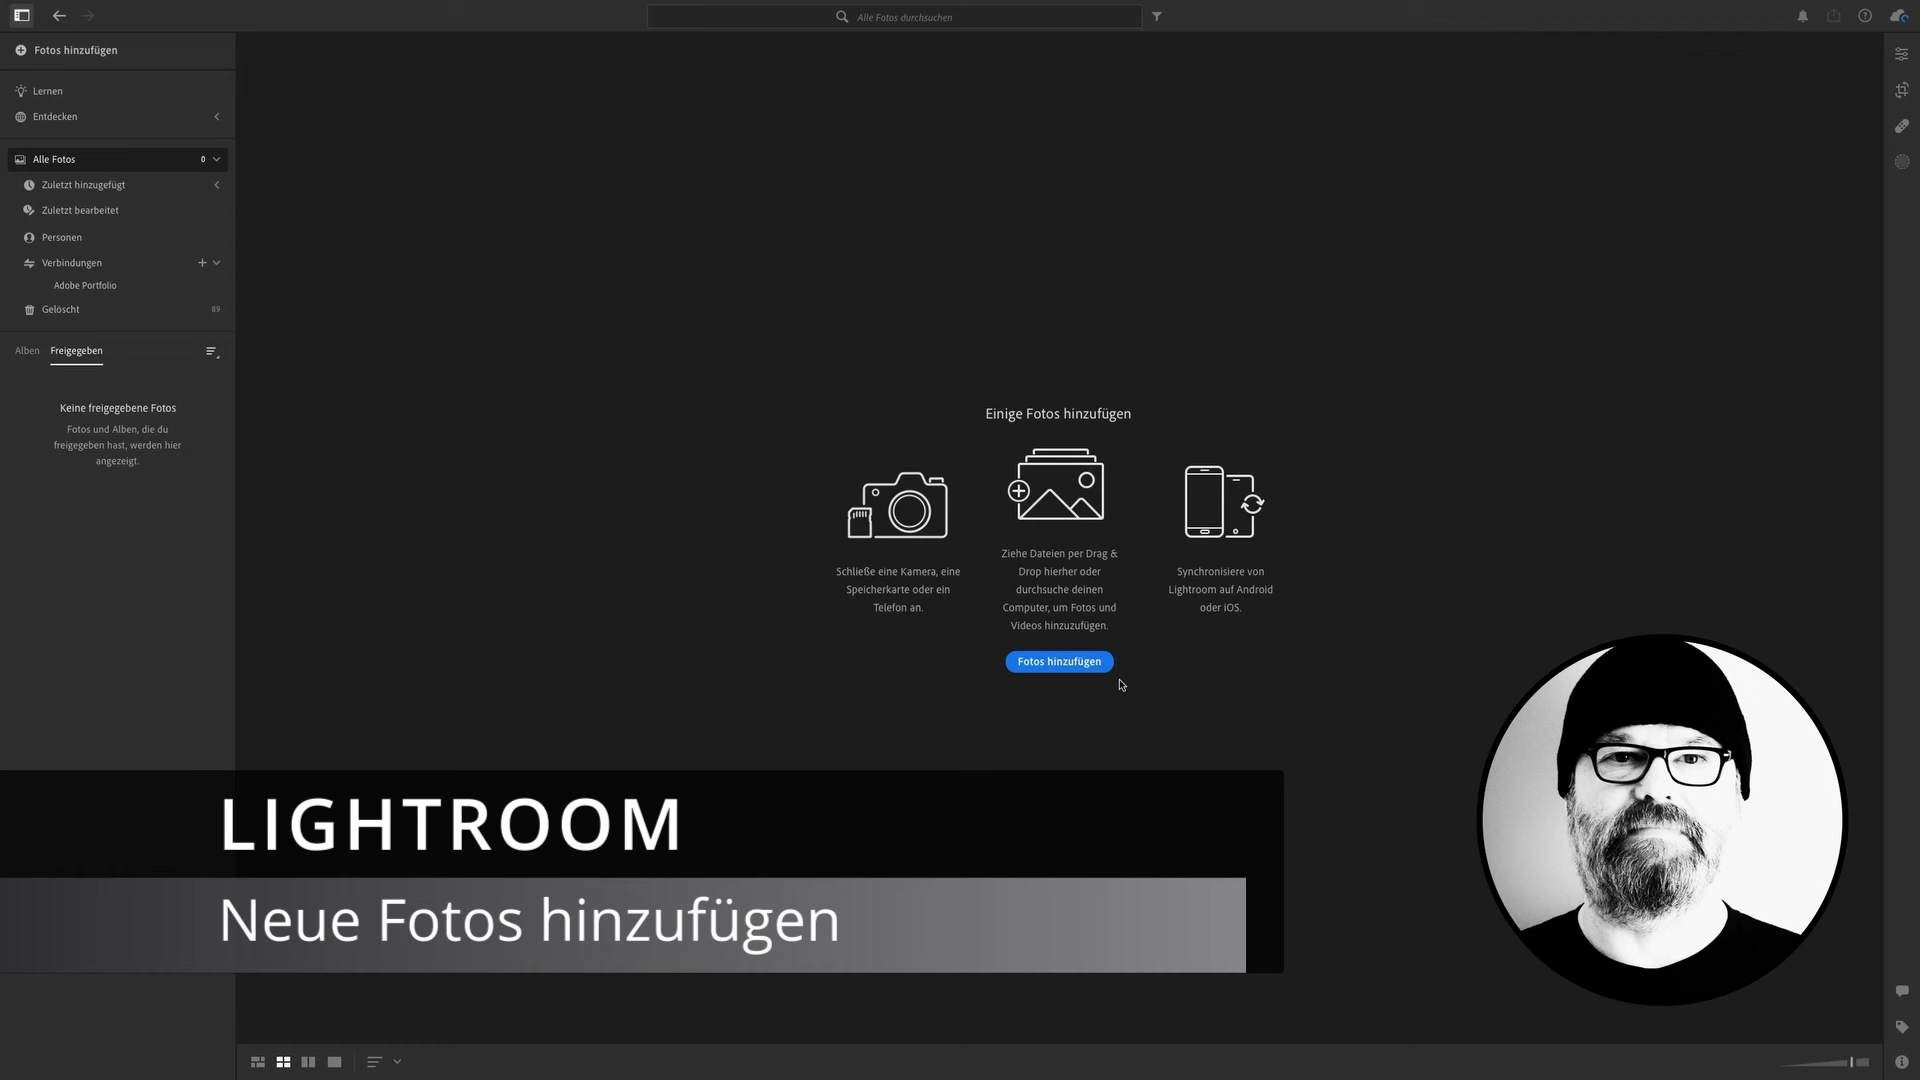 Alle Fotos durchsuchen
Fotos hinzufügen
Lernen
Entdecken
Alle Fotos 0
Zuletzt hinzugefügt
Zuletzt bearbeitet
Personen
Verbindungen
Adobe Portfolio
Gelöscht 89
Alben Freigegeben
Keine freigegebene Fotos
Fotos und Alben, die du
freigegeben hast, werden hier
angezeigt.
Einige Fotos hinzufügen
Schließe eine Kamera, eine
Speicherkarte oder ein
Telefon an.
Ziehe Dateien per Drag &
Drop hierher oder
durchsuche deinen
Computer, um Fotos und
Videos hinzuzufügen.
Fotos hinzufügen
Synchronisiere von
Lightroom auf Android
oder iOS.
LIGHTROOM
Neue Fotos hinzufügen